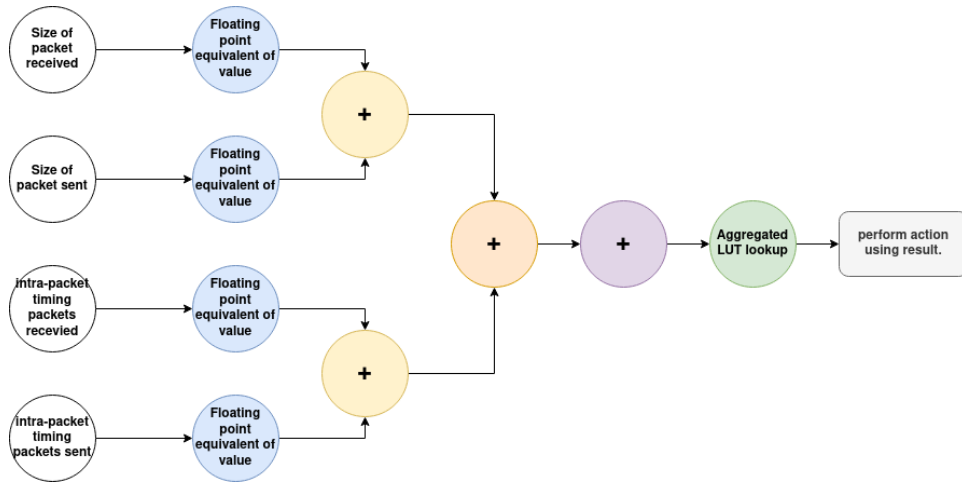 Size of
packet
received
Floating
point
equivalent of
value
+
Size of
packet sent
Floating
point
equivalent of
value
+
+
Aggregated
LUT lookup
perform action
using result.
intra-packet
timing
packets
recevied
Floating
point
equivalent of
value
+
intra-packet
timing
packets sent
Floating
point
equivalent of
value